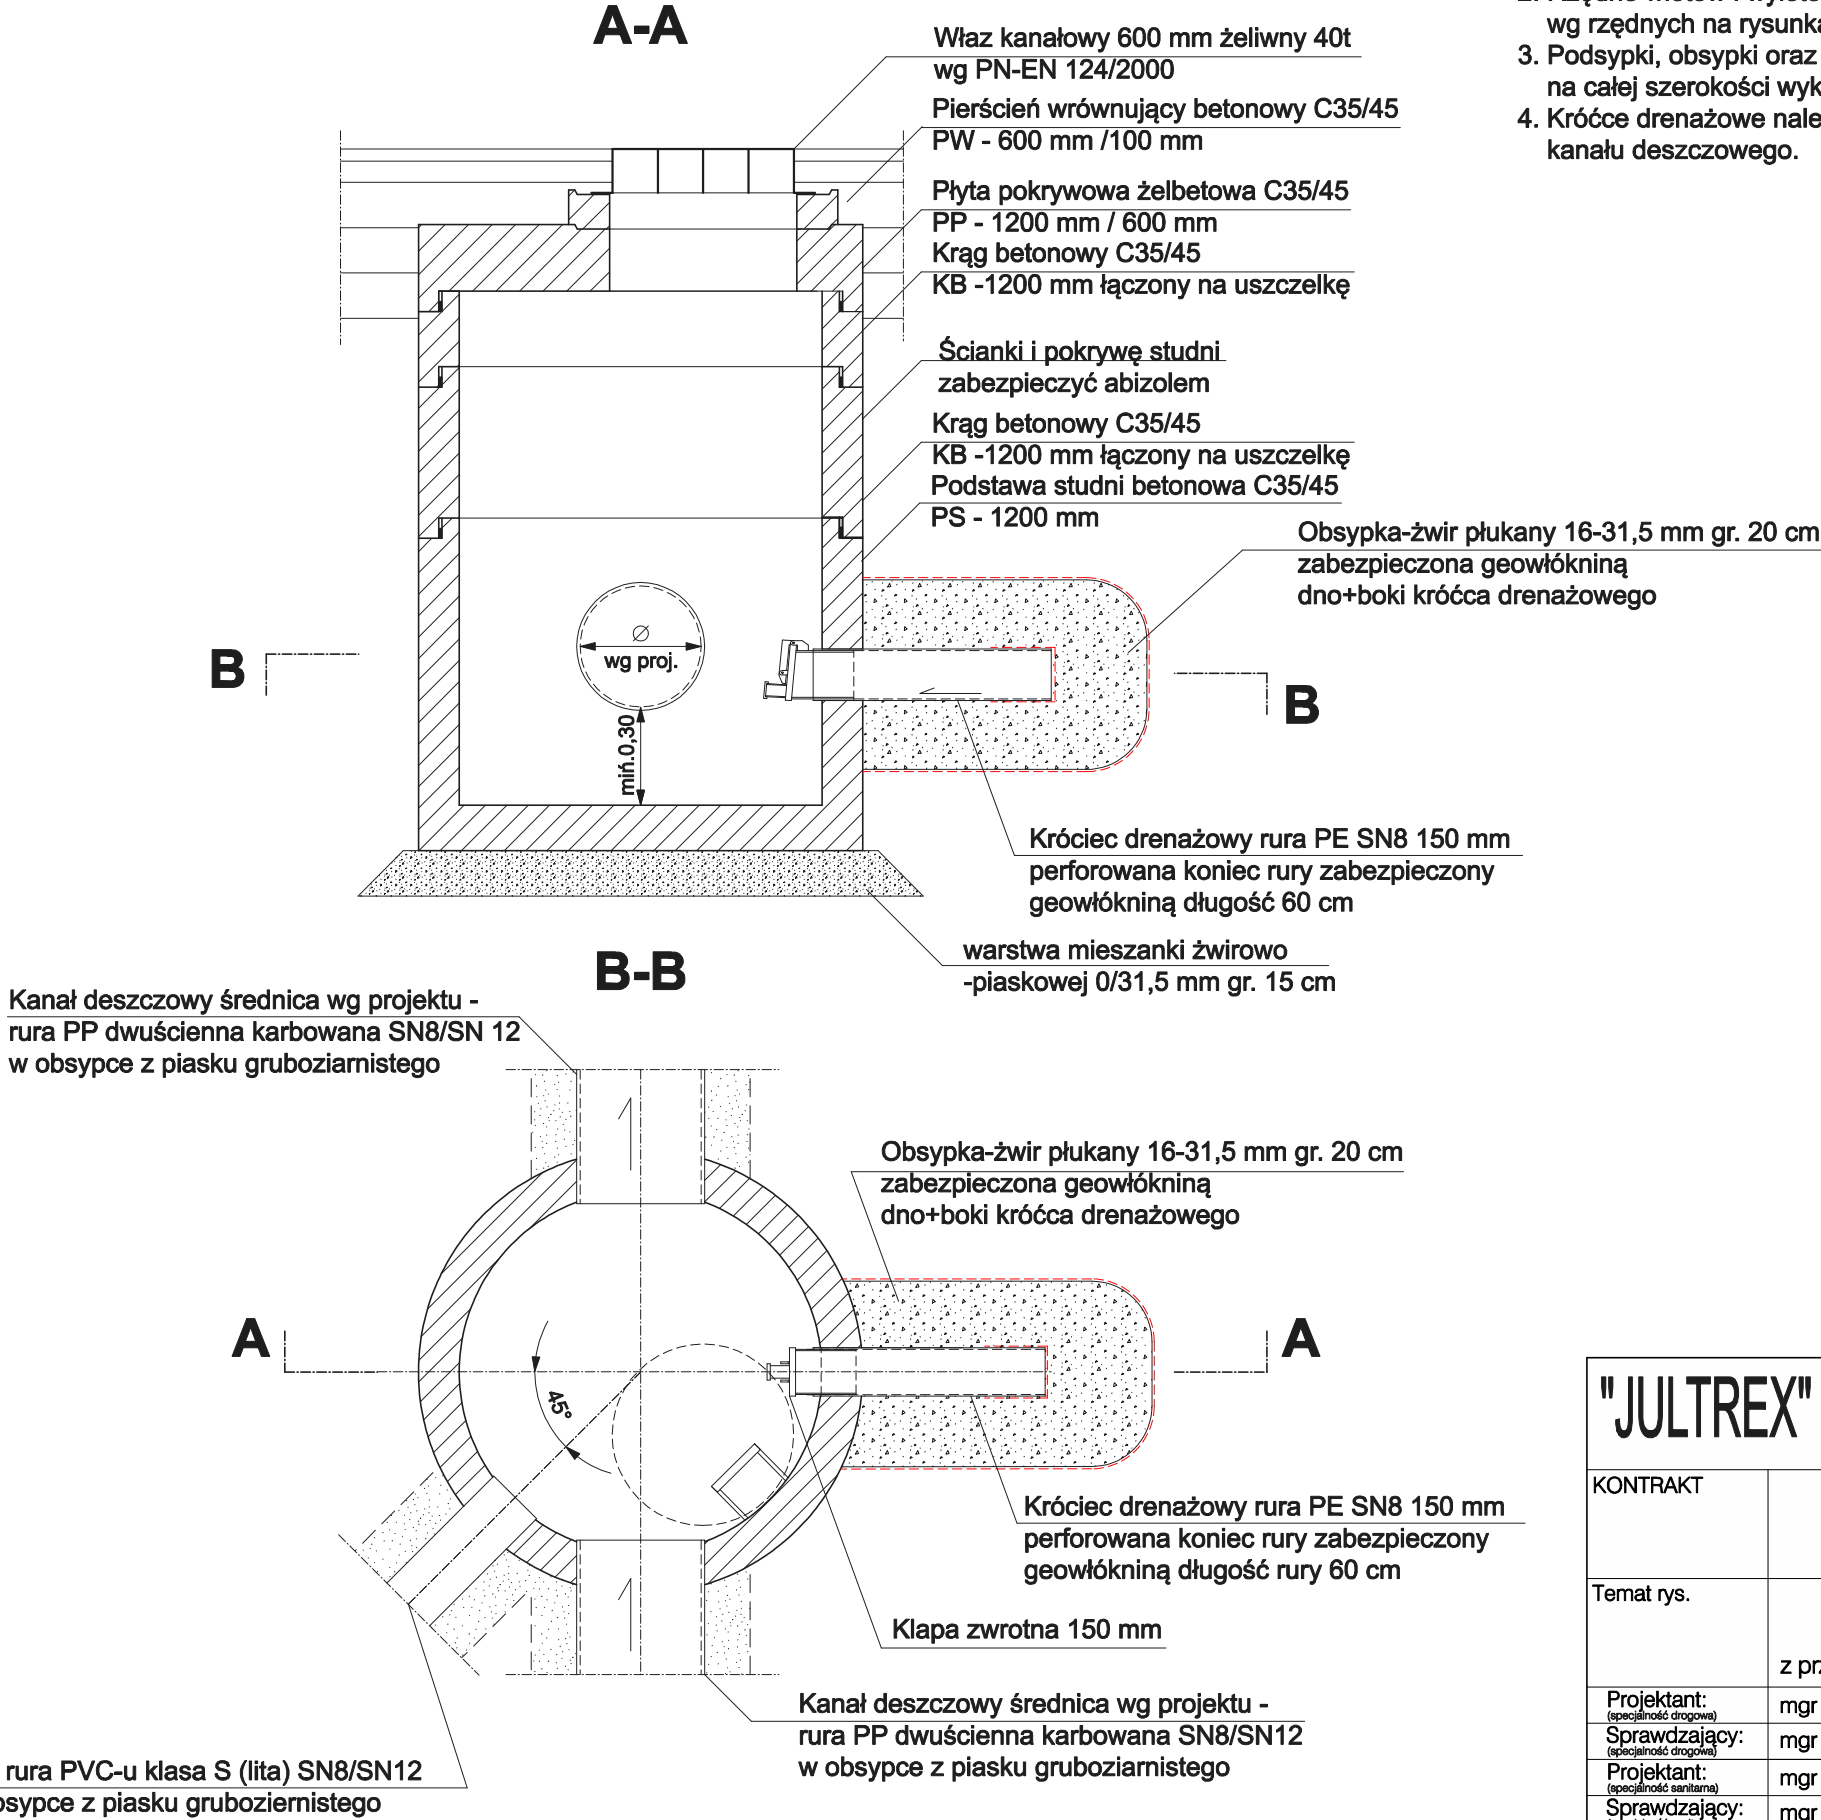 A-A
Właz kanałowy 600 mm żeliwny 40t
wg PN-EN 124/2000
Pierścień wrównujący betonowy C35/45
PW - 600 mm /100 mm
Płyta pokrywowa żelbetowa C35/45
PP - 1200 mm / 600 mm
Krąg betonowy C35/45
KB -1200 mm łączony na uszczelkę
Ścianki i pokrywę studni
zabezpieczyć abizolem
Krąg betonowy C35/45
KB -1200 mm łączony na uszczelkę
Podstawa studni betonowa C35/45
PS - 1200 mm
wg rzędnych na
3. Podsypki, obsypki oraz
na całej szerokości
4. Króćce drenażowe
kanału deszczowego.
Obsypka-żwir płukany 16-31,5 mm gr. 20 cm
zabezpieczona geowłókniną
dno+boki króćca drenażowego
B
B
Ø
wg proj.
min.0,30
Króciec drenażowy rura PE SN8 150 mm
perforowana koniec rury zabezpieczony
geowłókniną długość 60 cm
warstwa mieszanki żwirowo
-piaskowej 0/31,5 mm gr. 15 cm
B-B
Kanał deszczowy średnica wg projektu -
rura PP dwuścienna karbowana SN8/SN 12
w obsypce z piasku gruboziarnistego
Obsypka-żwir płukany 16-31,5 mm gr. 20 cm
zabezpieczona geowłókniną
dno+boki króćca drenażowego
A
A
45°
Króciec drenażowy rura PE SN8 150 mm
perforowana koniec rury zabezpieczony
geowłókniną długość rury 60 cm
Klapa zwrotna 150 mm
Kanał deszczowy średnica wg projektu -
rura PP dwuścienna karbowana SN8/SN12
w obsypce z piasku gruboziarnistego
rura PVC-u klasa S (lita) SN8/SN12
z piasku gruboziernistego
"JULTREX"
KONTRAKT
Temat rys.
z
Projektant: mgr
(specjalność drogowa)
Sprawdzający: mgr
(specjalność drogowa)
Projektant: mgr
(specjalność sanitarna)
Sprawdzający: mgr